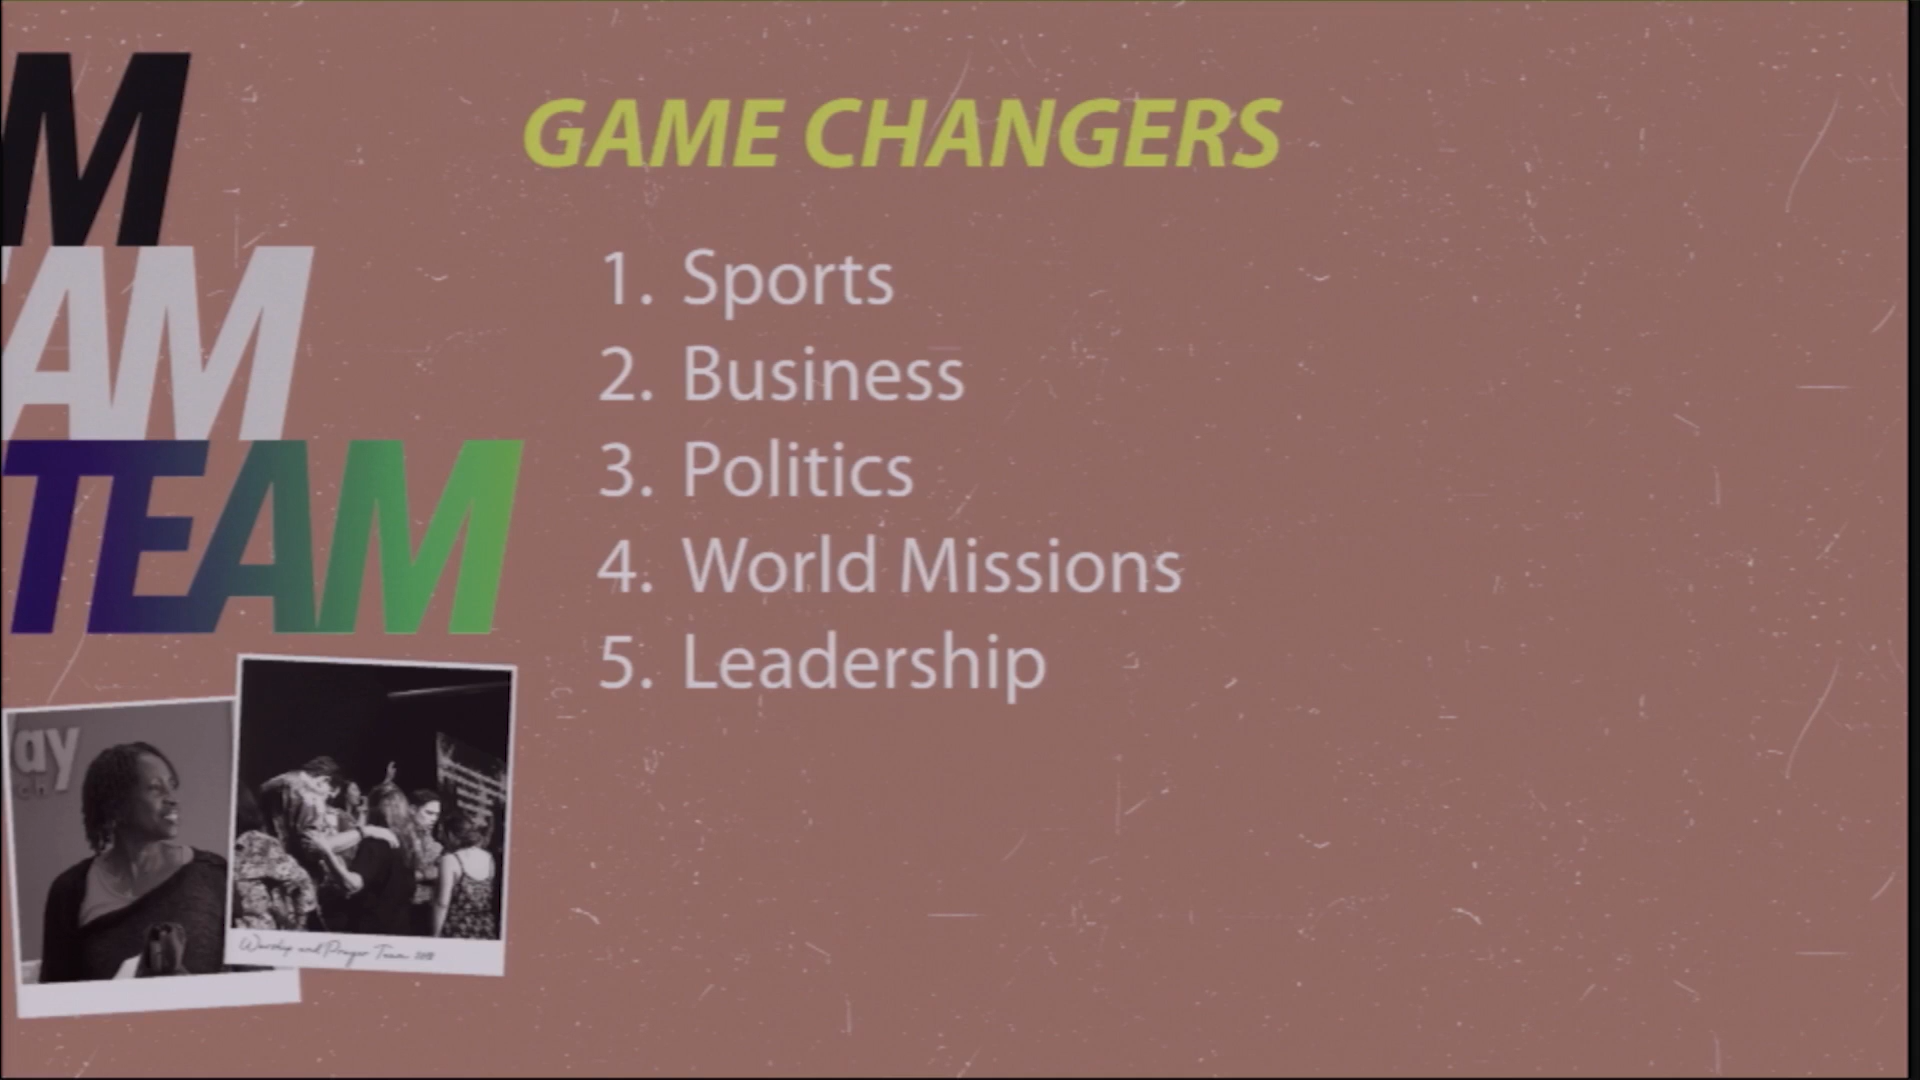 M
AM
TEAM
GAME CHANGERS
1. Sports
2. Business
3. Politics
4. World Missions
5. Leadership
ay
Worship and Prayer Team 2018